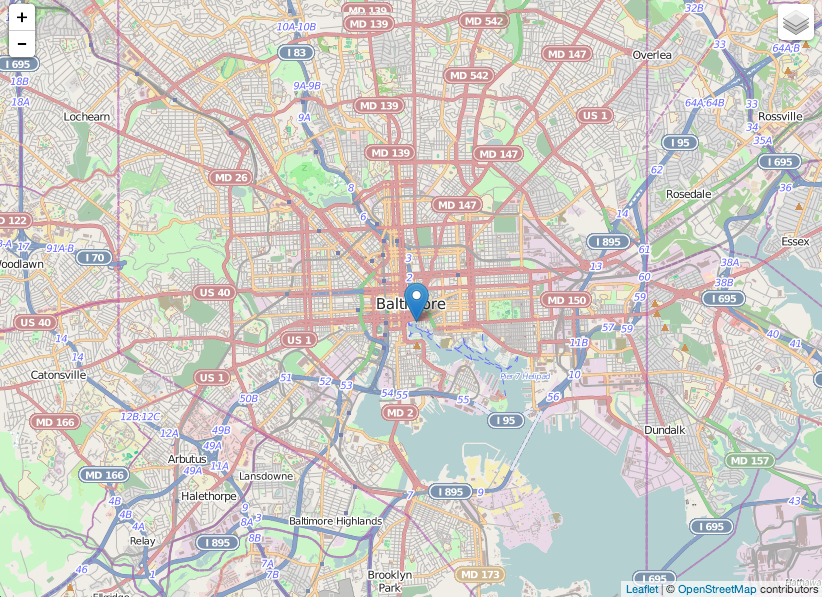 +
-
MD 139
32B
10A-10B
MD 139
MD 542
I 83
MD 147
33
64A;64B
Overlea
I 695
18B
9A-9B
MD 542
18A
MD 139
64A;64B
33
Lochearn
9A
US 1
34
Rossville
35A
I 95
MD 139
MD 147
62
I 695
MD 26
8
36
Rosedale
MD 147
6
14
D 122
I 895
Essex
17
91A-B
61
I 70
3
oodlawn
13
38A
2
60
38B
US 40
Baltimore
MD 150
59
I 695
US 40
57
59
14
US 1
11B
40
41
Catonsville
51
52
53
Pier7 Helipad
10
US 1
50B
54
55
55
56
12B;12C
MD 2
MD 166
I 95
12A
49B
Dundalk
49A
Arbutus
49A
11A
MD 157
MD 166
Lansdowne
Halethorpe
7
I 895
9
4B
9
43
4B
3
8A
Baltimore Highlands
4A
I 695
Relay
I 895
8B
7A
46
1
7B
Brooklyn
Park
MD 173
I 695
Leaflet | © OpenStreetMap contributors